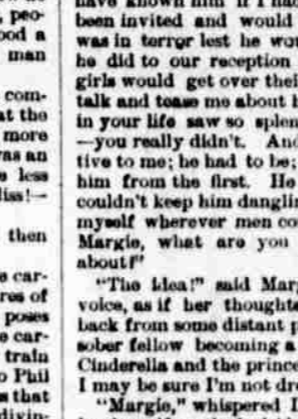 , peo-
ood a
man
com-
at the
more
vas an
e less
liss!—
then
e car-
res of
poses
e car-
train
o Phil
s that
divin-
have known him if I had
been invited and would
was in terror lest he wou
he did to our reception
girls would get over thei
talk and tease me about h
in your life saw so splen
—you really didn't. And
tive to me; he had to be;
him from the first. He
couldn't keep him danglin
myself wherever men co
Margie, what are you
about?"
"The idea!" said Marg
voice, as if her thoughts
back from some distant p
sober fellow becoming a
Cinderella and the prince
I may be sure I'm not dre
"Margie," whispered L